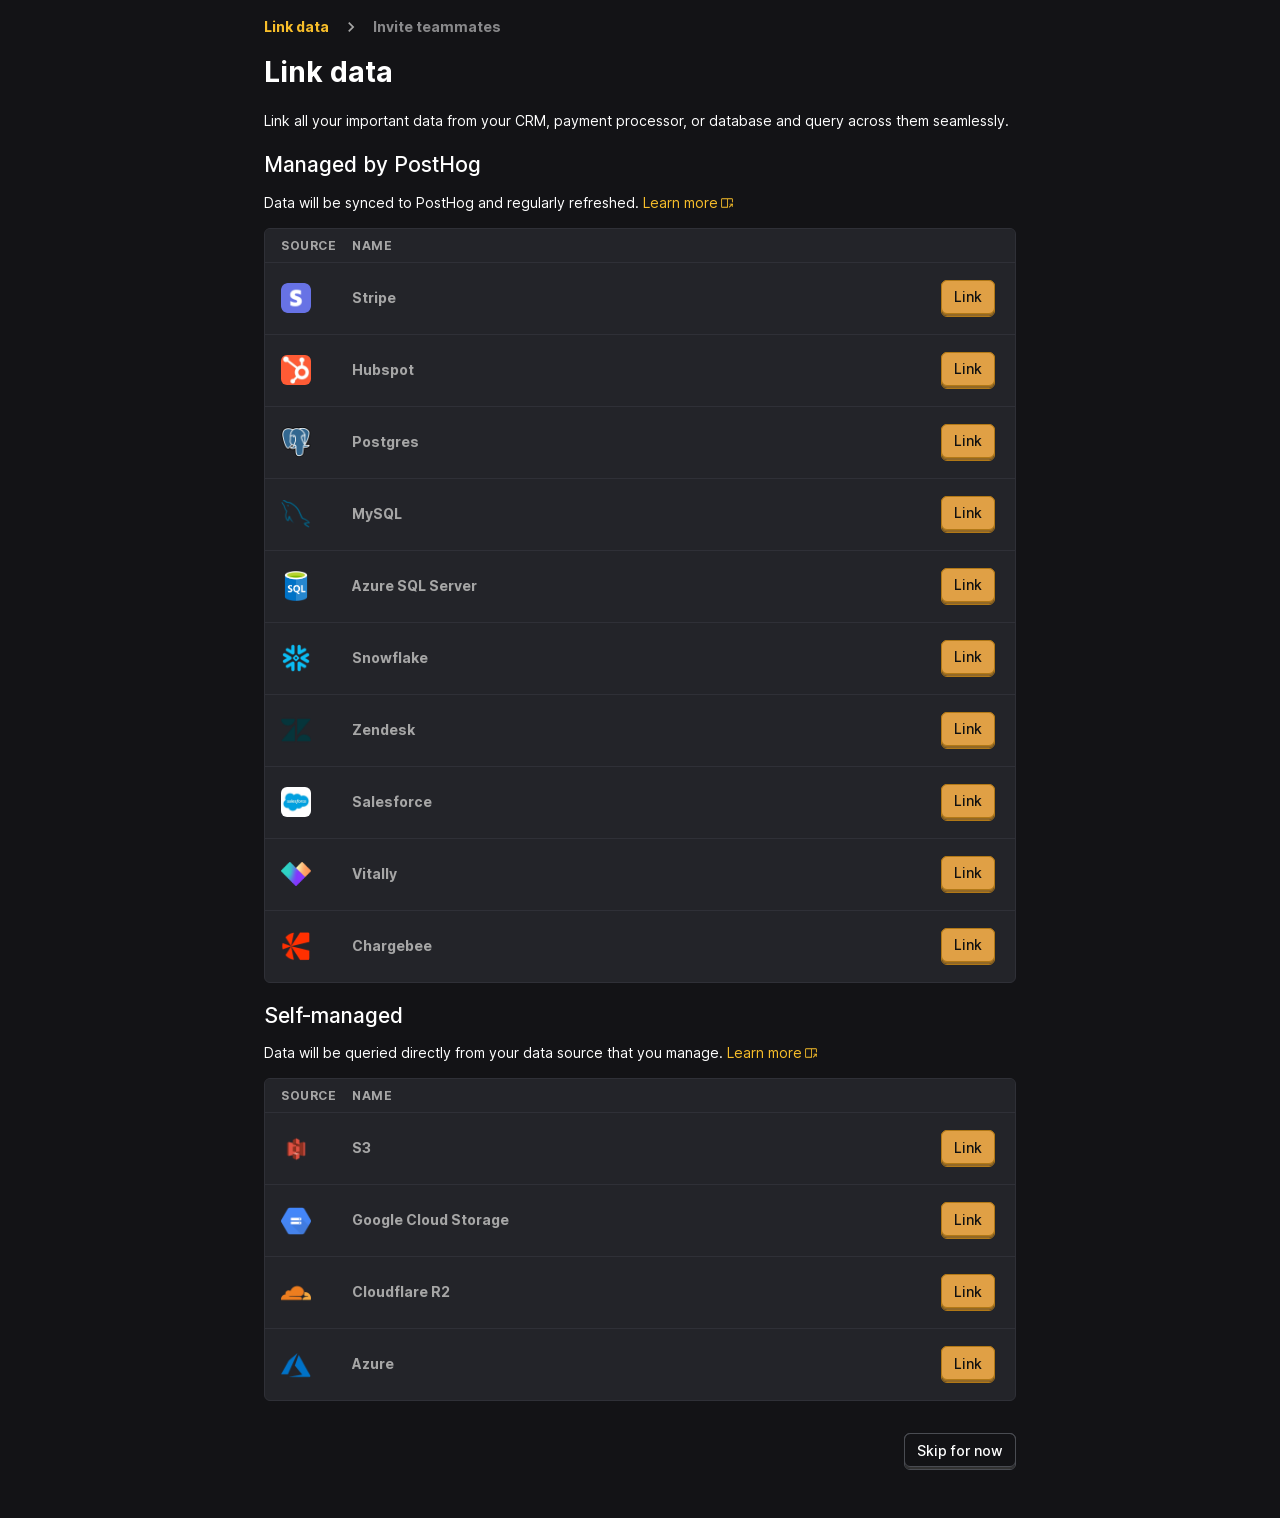 Link data
Invite teammates
Link data
Link all your important data from your CRM, payment processor, or database and query across them seamlessly.
Managed by PostHog
Data will be synced to PostHog and regularly refreshed. Learn more
SOURCE NAME
Stripe Link
Hubspot Link
Postgres Link
MySQL Link
SQL Azure SQL Server Link
Snowflake Link
Zendesk Link
salesforce Salesforce Link
Vitally Link
Chargebee Link
Self-managed
Data will be queried directly from your data source that you manage. Learn more
SOURCE NAME
S3 Link
Google Cloud Storage Link
Cloudflare R2 Link
Azure Link
Skip for now